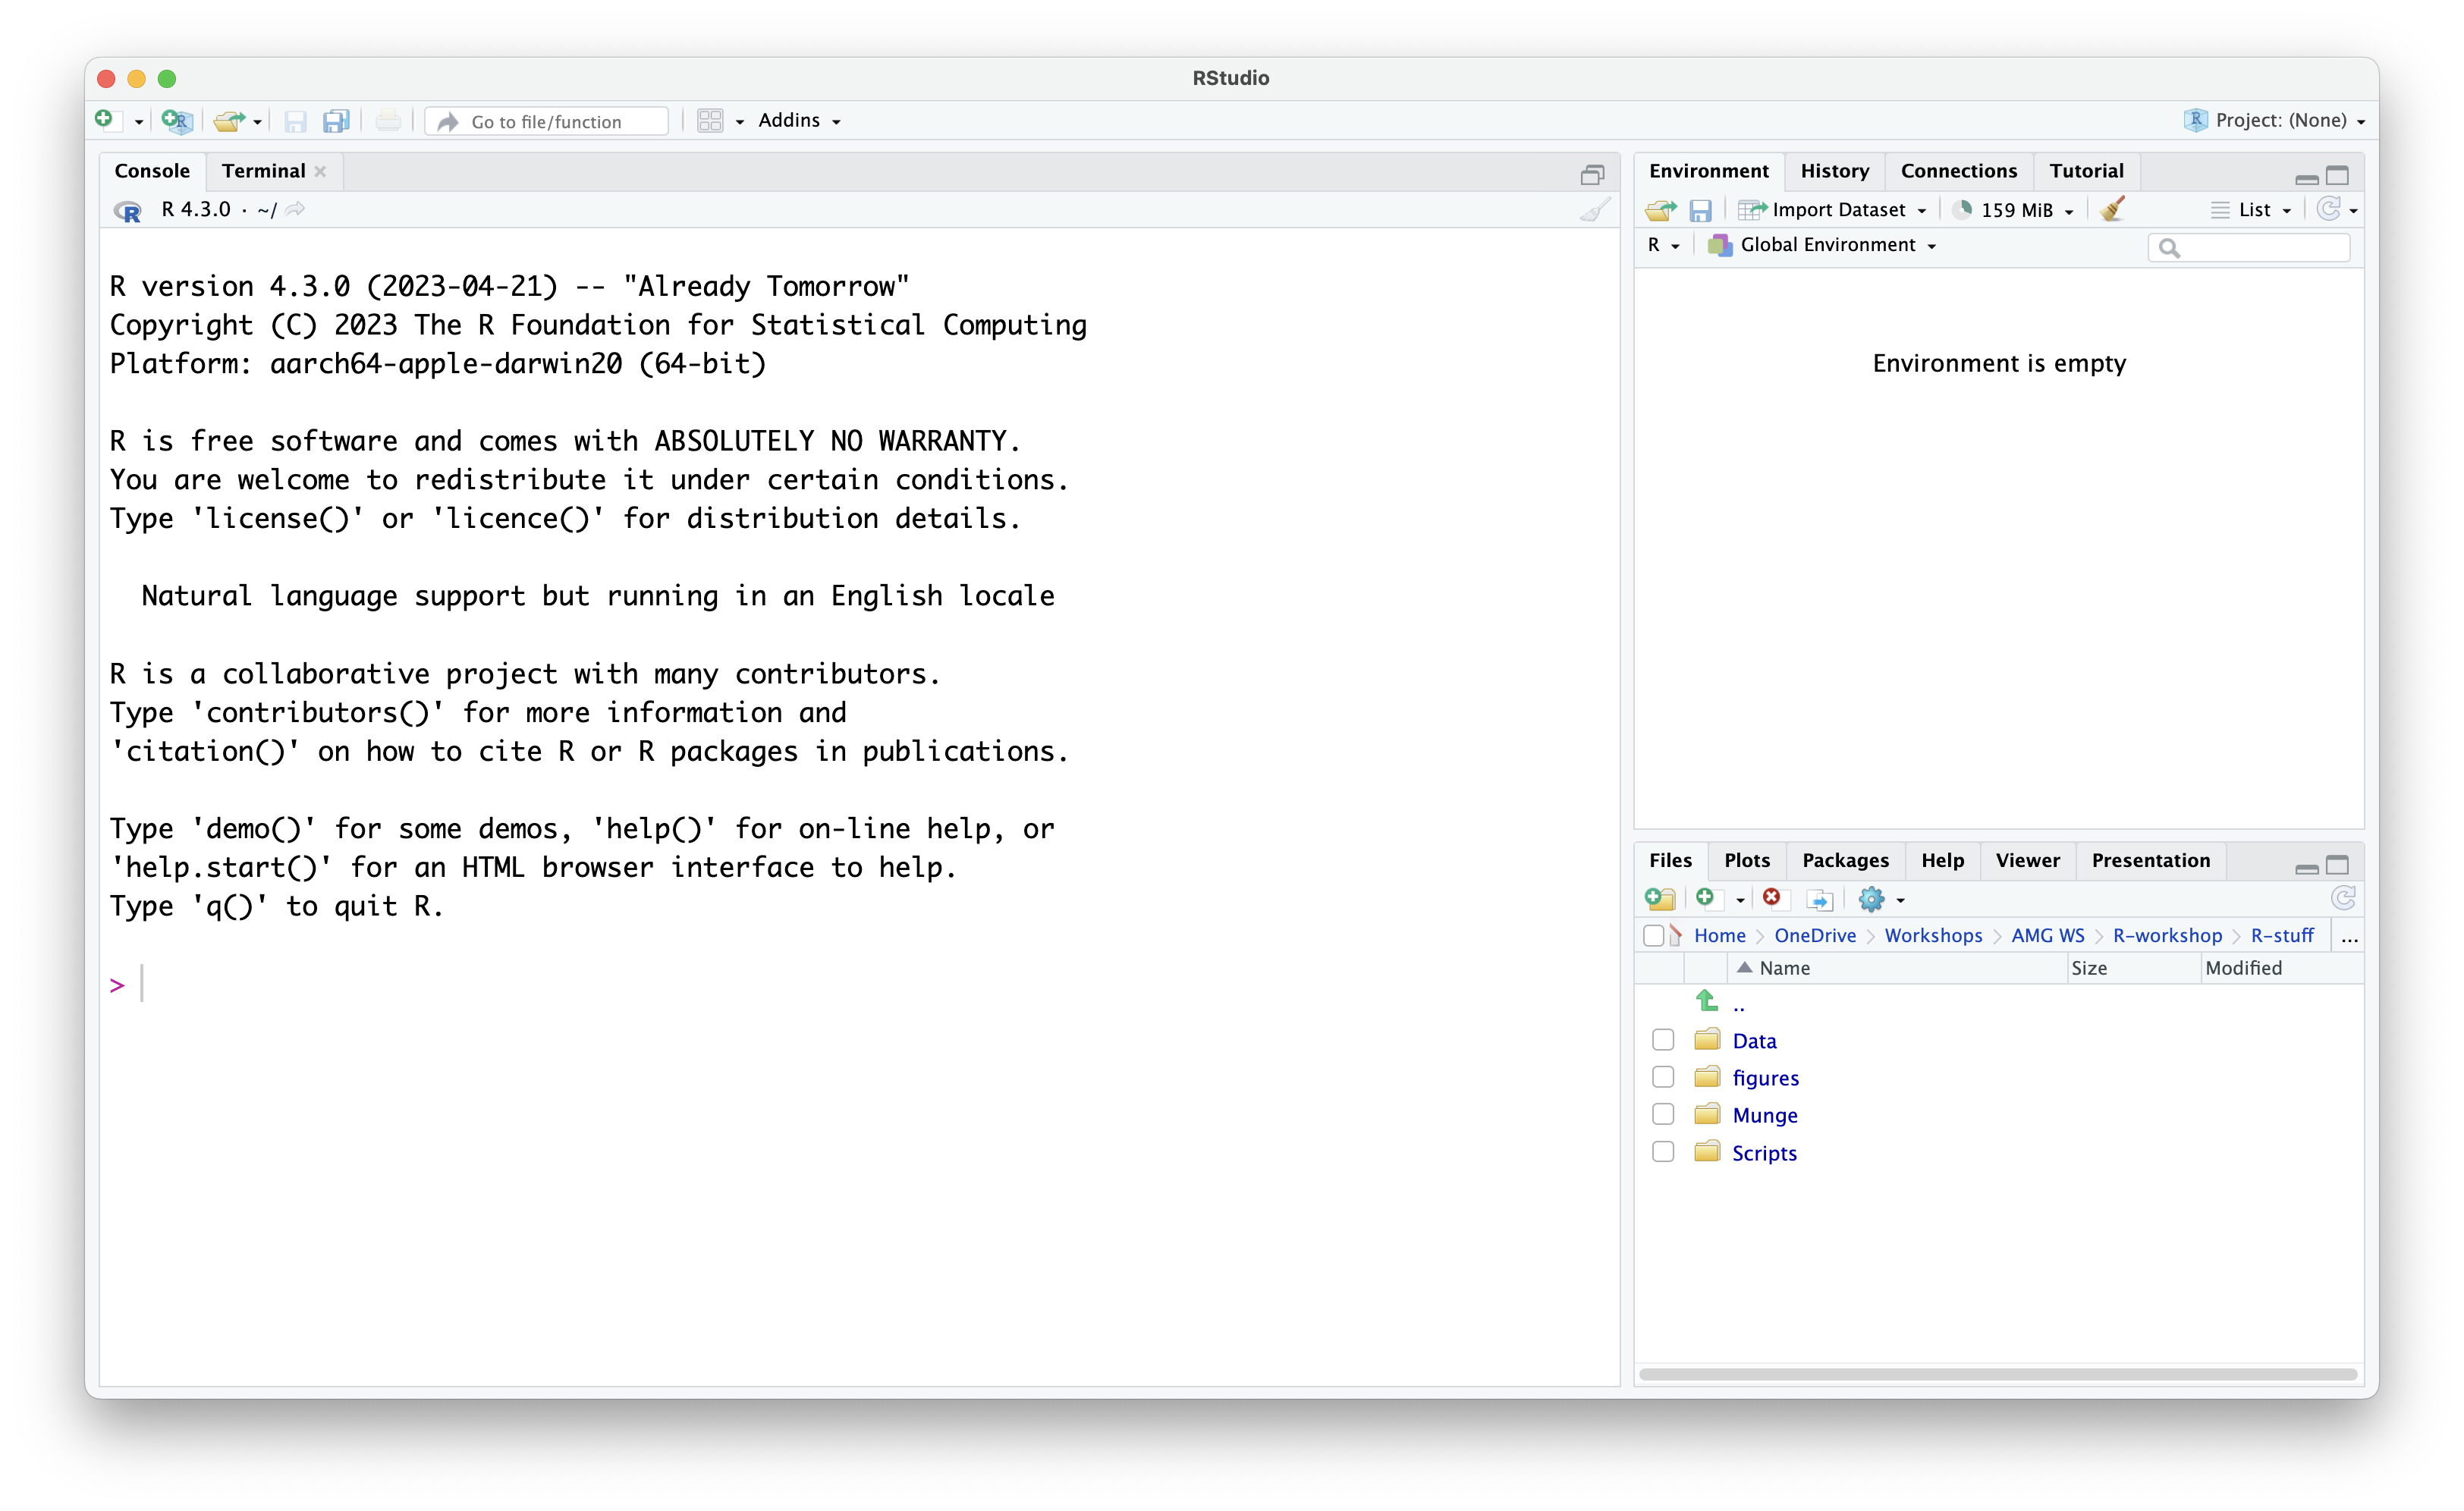 RStudio
Go to file/function
Addins
Project: (None)
Console Terminal
R 4.3.0 · ~/
R version 4.3.0 (2023-04-21) -- "Already Tomorrow"
Copyright (C) 2023 The R Foundation for Statistical Computing
Platform: aarch64-apple-darwin20 (64-bit)
R is free software and comes with ABSOLUTELY NO WARRANTY.
You are welcome to redistribute it under certain conditions.
Type 'license()' or 'licence()' for distribution details.
Natural language support but running in an English locale
R is a collaborative project with many contributors.
Type 'contributors()' for more information and
'citation()' on how to cite R or R packages in publications.
Type 'demo()' for some demos, 'help()' for on-line help, or
'help.start()' for an HTML browser interface to help.
Type 'q()' to quit R.
>
Environment History Connections Tutorial
Import Dataset 159 MiB List
R Global Environment
Environment is empty
Files Plots Packages Help Viewer Presentation
Home OneDrive Workshops AMG WS R-workshop R-stuff ...
Name Size Modified
..
Data
figures
Munge
Scripts